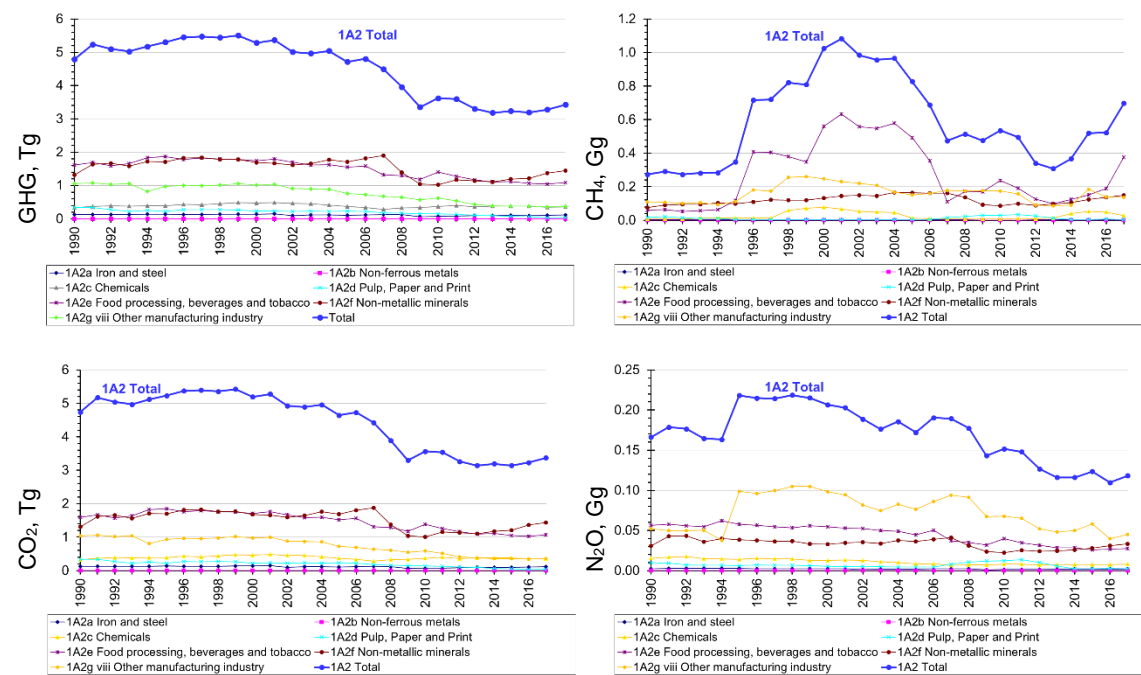 GHG, Tg
6
5
4
3
2
1
0
1A2 Total
1990 1992 1994 1996 1998 2000 2002 2004 2006 2008 2010 2012 2014 2016
1A2a Iron and steel 1A2b Non-ferrous metals
1A2c Chemicals 1A2d Pulp, Paper and Print
1A2e Food processing, beverages and tobacco 1A2f Non-metallic minerals
1A2g viii Other manufacturing industry Total
CH₄, Gg
1.2
1.0
0.8
0.6
0.4
0.2
0.0
1A2 Total
1990 1992 1994 1996 1998 2000 2002 2004 2006 2008 2010 2012 2014 2016
1A2a Iron and steel 1A2b Non-ferrous metals
1A2c Chemicals 1A2d Pulp, Paper and Print
1A2e Food processing, beverages and tobacco 1A2f Non-metallic minerals
1A2g viii Other manufacturing industry 1A2 Total
CO₂, Tg
6
5
4
3
2
1
0
1A2 Total
1990 1992 1994 1996 1998 2000 2002 2004 2006 2008 2010 2012 2014 2016
1A2a Iron and steel 1A2b Non-ferrous metals
1A2c Chemicals 1A2d Pulp, Paper and Print
1A2e Food processing, beverages and tobacco 1A2f Non-metallic minerals
1A2g viii Other manufacturing industry 1A2 Total
N₂O, Gg
0.25
0.20
0.15
0.10
0.05
0.00
1A2 Total
1990 1992 1994 1996 1998 2000 2002 2004 2006 2008 2010 2012 2014 2016
1A2a Iron and steel 1A2b Non-ferrous metals
1A2c Chemicals 1A2d Pulp, Paper and Print
1A2e Food processing, beverages and tobacco 1A2f Non-metallic minerals
1A2g viii Other manufacturing industry 1A2 Total